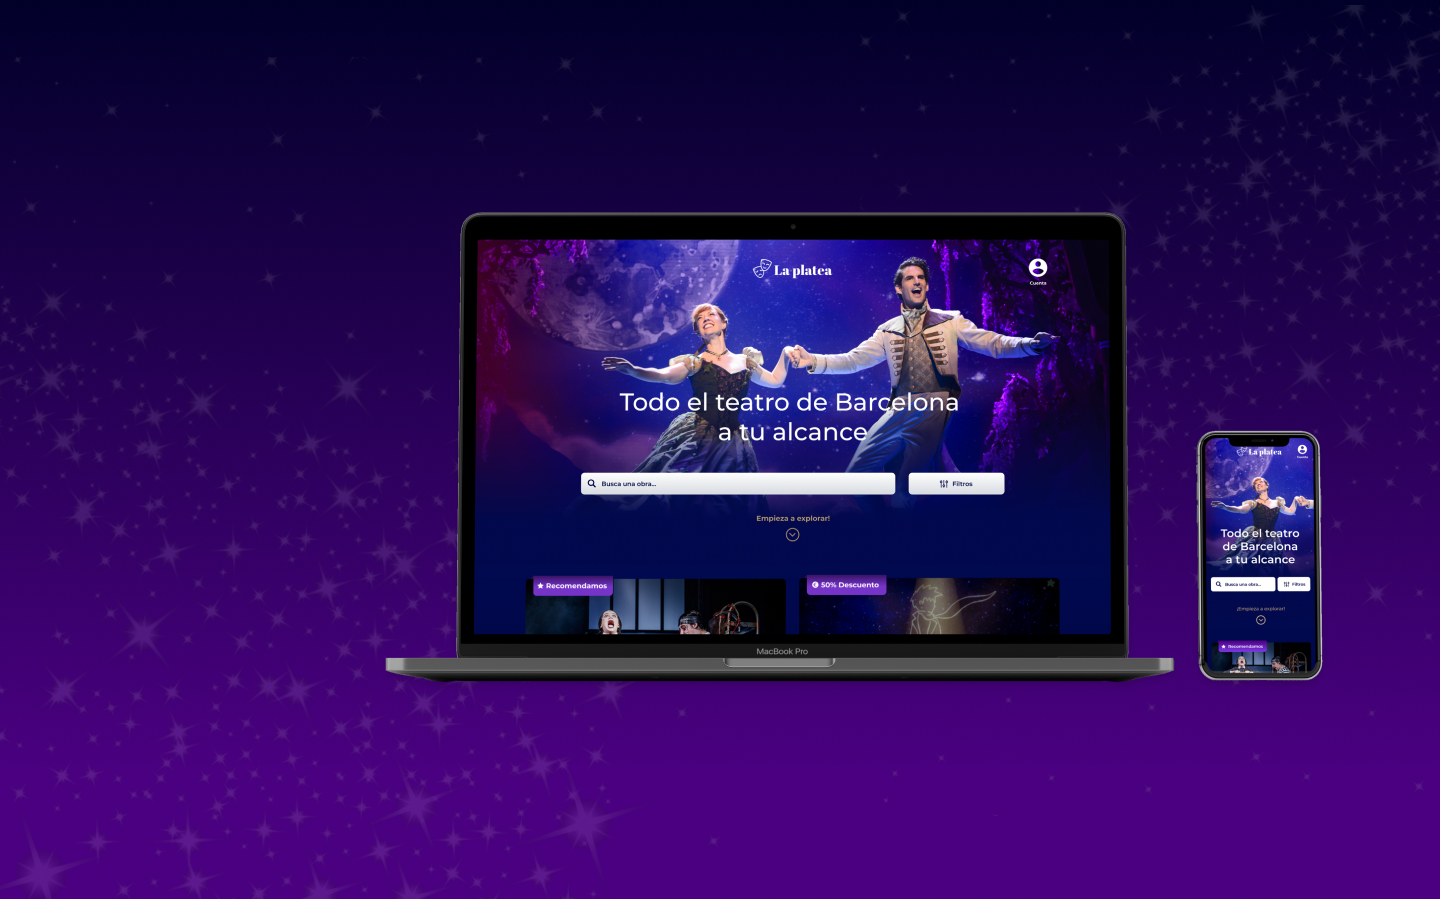 La platea
Cuenta
Todo el teatro de Barcelona
a tu alcance
Busca una obra...
Filtros
Empieza a explorar!
Recomendamos
50% Descuento
MacBook Pro
La platea
Cuenta
Todo el teatro
de Barcelona
a tu alcance
Busca una obra...
Filtros
¡Empieza a explorar!
Recomendamos